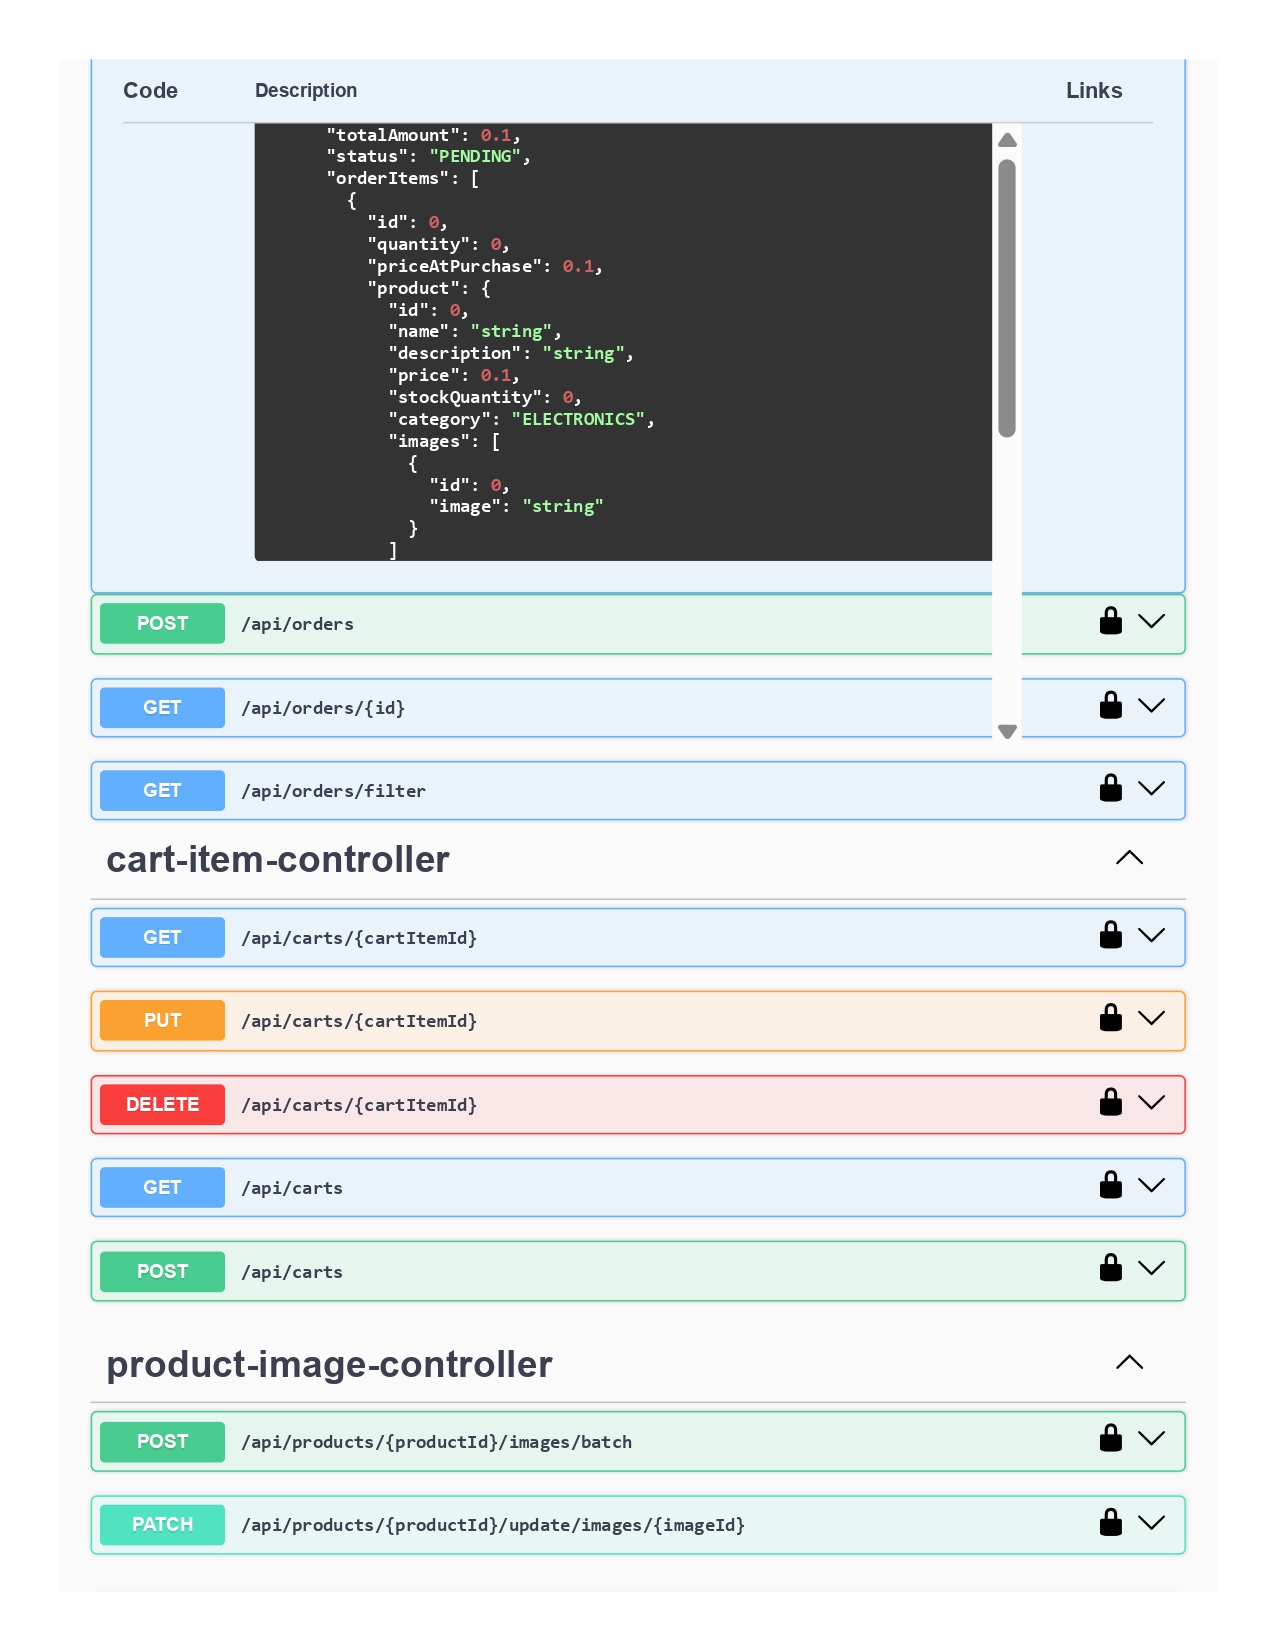 Code Description Links
"totalAmount": 0.1,
"status": "PENDING",
"orderItems": [
{
"id": 0,
"quantity": 0,
"priceAtPurchase": 0.1,
"product": {
"id": 0,
"name": "string",
"description": "string",
"price": 0.1,
"stockQuantity": 0,
"category": "ELECTRONICS",
"images": [
{
"id": 0,
"image": "string"
}
]
POST /api/orders
GET /api/orders/{id}
GET /api/orders/filter
cart-item-controller
GET /api/carts/{cartItemId}
PUT /api/carts/{cartItemId}
DELETE /api/carts/{cartItemId}
GET /api/carts
POST /api/carts
product-image-controller
POST /api/products/{productId}/images/batch
PATCH /api/products/{productId}/update/images/{imageId}